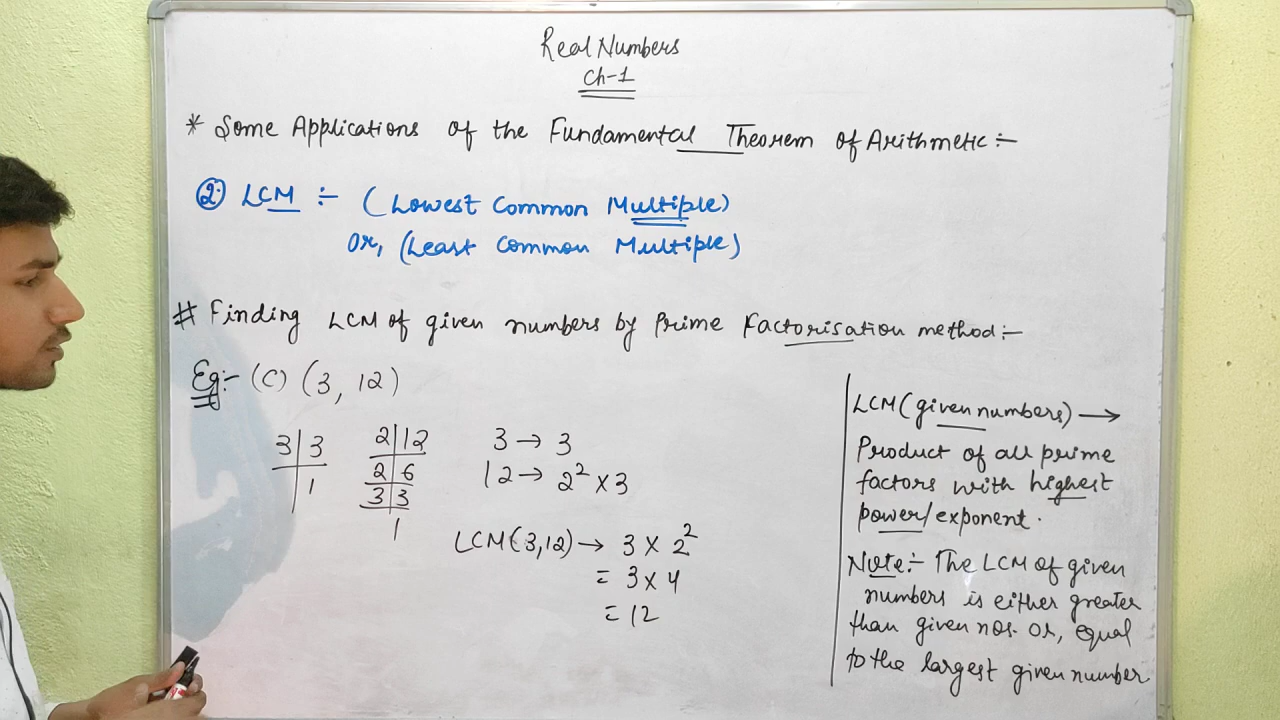 Real Numbers
Ch-1
* Some Applications of the Fundamental Theorem of Arithmetic :-
② LCM :- (Lowest Common Multiple)
Or, (Least Common Multiple)
# Finding LCM of given numbers by Prime Factorisation method :-
Eg:- (C) (3, 12)
3 | 3
1
2 | 12
2 | 6
3 | 3
1
3 → 3
12 → 2² × 3
LCM(3,12) → 3 × 2²
= 3 × 4
= 12
LCM (given numbers) →
Product of all prime
factors with highest
power/exponent.
Note:- The LCM of given
numbers is either greater
than given nos. or, equal
to the largest given number